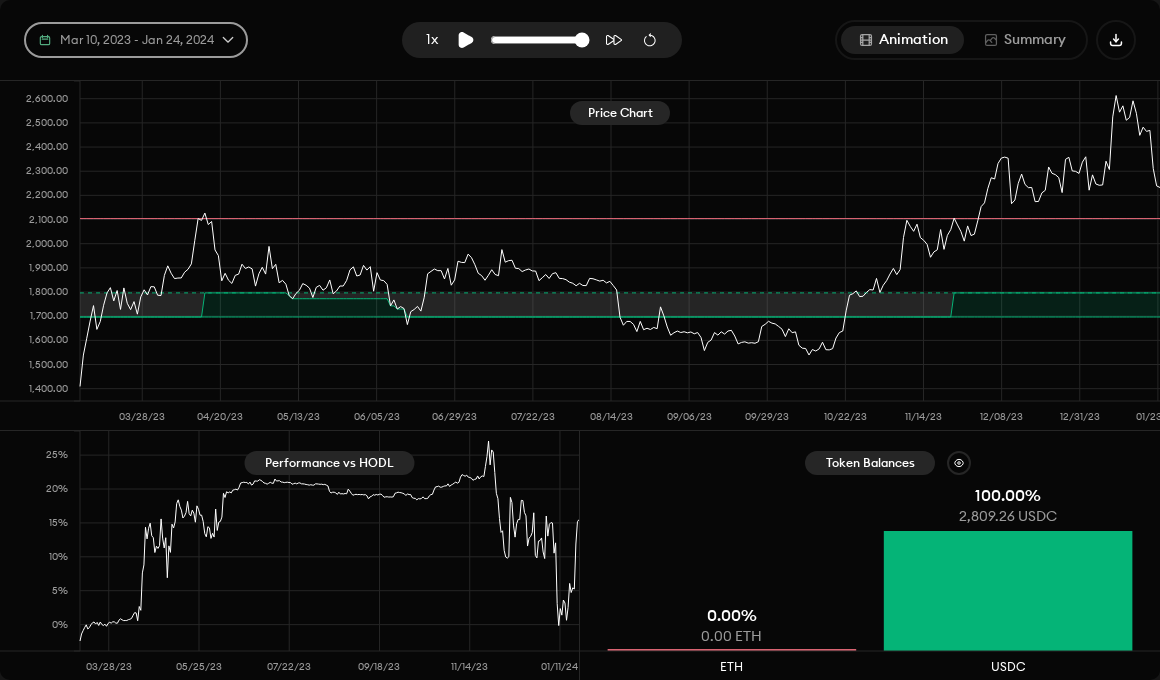 Mar 10, 2023 - Jan 24, 2024
1x
Animation
Summary
Price Chart
2,600.00
2,500.00
2,400.00
2,300.00
2,200.00
2,100.00
2,000.00
1,900.00
1,800.00
1,700.00
1,600.00
1,500.00
1,400.00
03/28/23 04/20/23 05/13/23 06/05/23 06/29/23 07/22/23 08/14/23 09/06/23 09/29/23 10/22/23 11/14/23 12/08/23 12/31/23 01/23
Performance vs HODL
25%
20%
15%
10%
5%
0%
03/28/23 05/25/23 07/22/23 09/18/23 11/14/23 01/11/24
Token Balances
100.00%
2,809.26 USDC
0.00%
0.00 ETH
ETH USDC